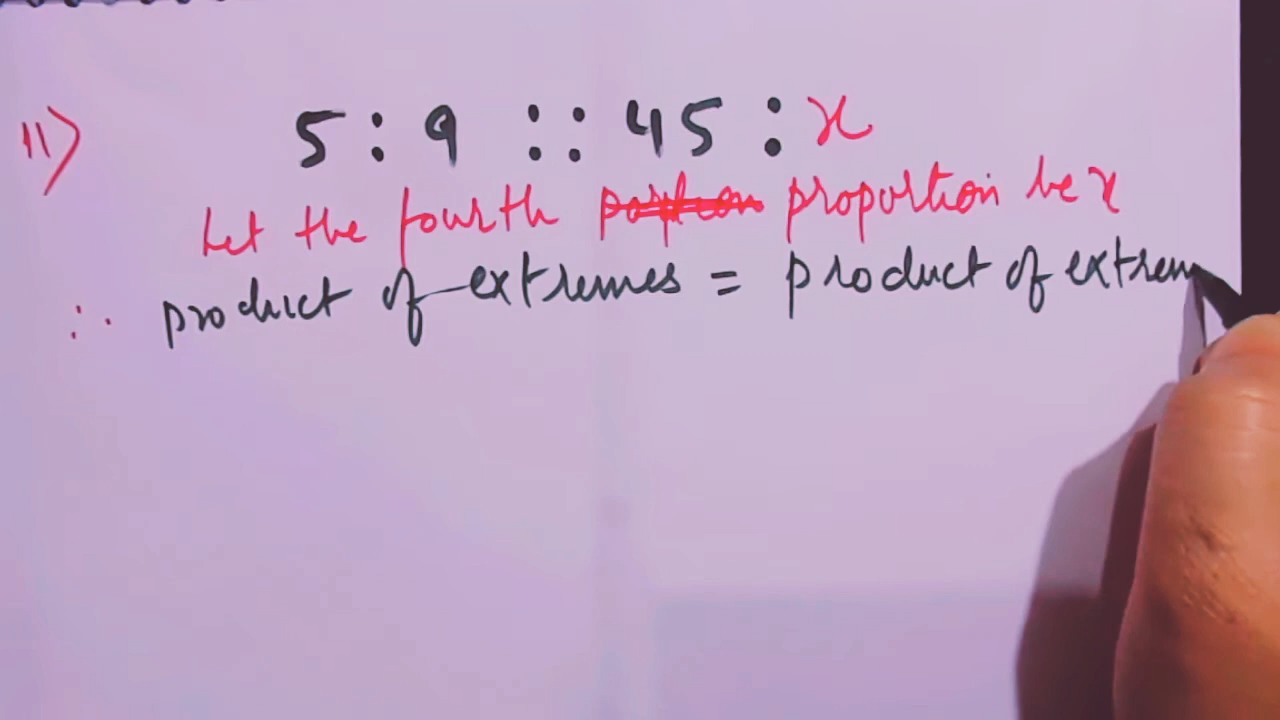 11) 5 : 9 :: 45 : x
Let the fourth proportion be x
∴ product of extremes = product of extrem